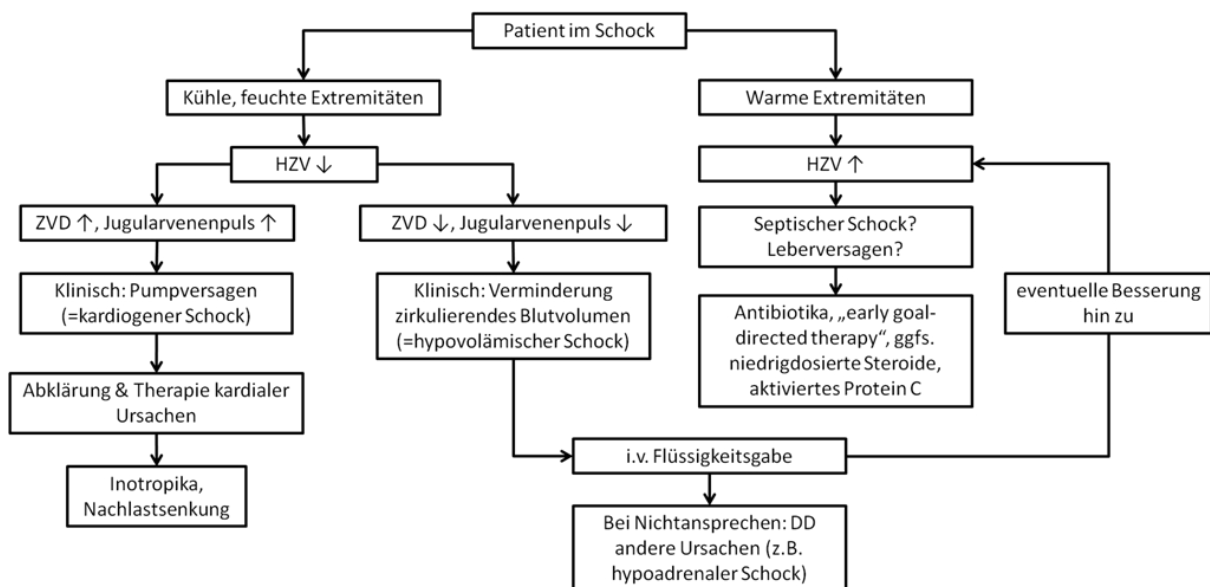 Patient im Schock
Kühle, feuchte Extremitäten
Warme Extremitäten
HZV ↓
HZV ↑
ZVD ↑, Jugularvenenpuls ↑
ZVD ↓, Jugularvenenpuls ↓
Septischer Schock?
Leberversagen?
Klinisch: Pumpversagen
(=kardiogener Schock)
Klinisch: Verminderung
zirkulierendes Blutvolumen
(=hypovolämischer Schock)
Antibiotika, „early goal-
directed therapy“, ggfs.
niedrigdosierte Steroide,
aktiviertes Protein C
eventuelle Besserung
hin zu
Abklärung & Therapie kardialer
Ursachen
i.v. Flüssigkeitsgabe
Inotropika,
Nachlastsenkung
Bei Nichtansprechen: DD
andere Ursachen (z.B.
hypoadrenaler Schock)